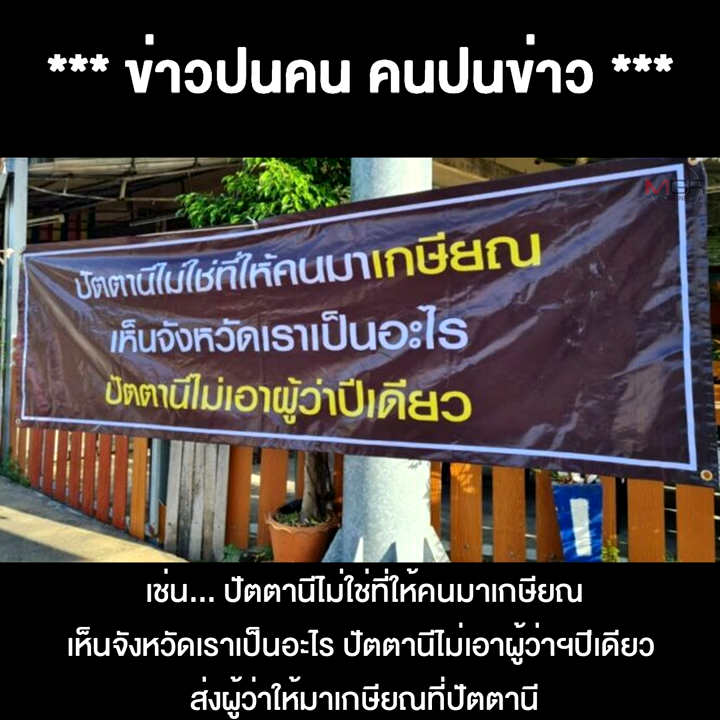 *** ข่าวปนคน คนปนข่าว ***
MGR
ปัตตานีไม่ใช่ที่ให้คนมาเกษียณ
เห็นจังหวัดเราเป็นอะไร
ปัตตานีไม่เอาผู้ว่าปีเดียว
เช่น... ปัตตานีไม่ใช่ที่ให้คนมาเกษียณ
เห็นจังหวัดเราเป็นอะไร ปัตตานีไม่เอาผู้ว่าฯปีเดียว
ส่งผู้ว่าให้มาเกษียณที่ปัตตานี